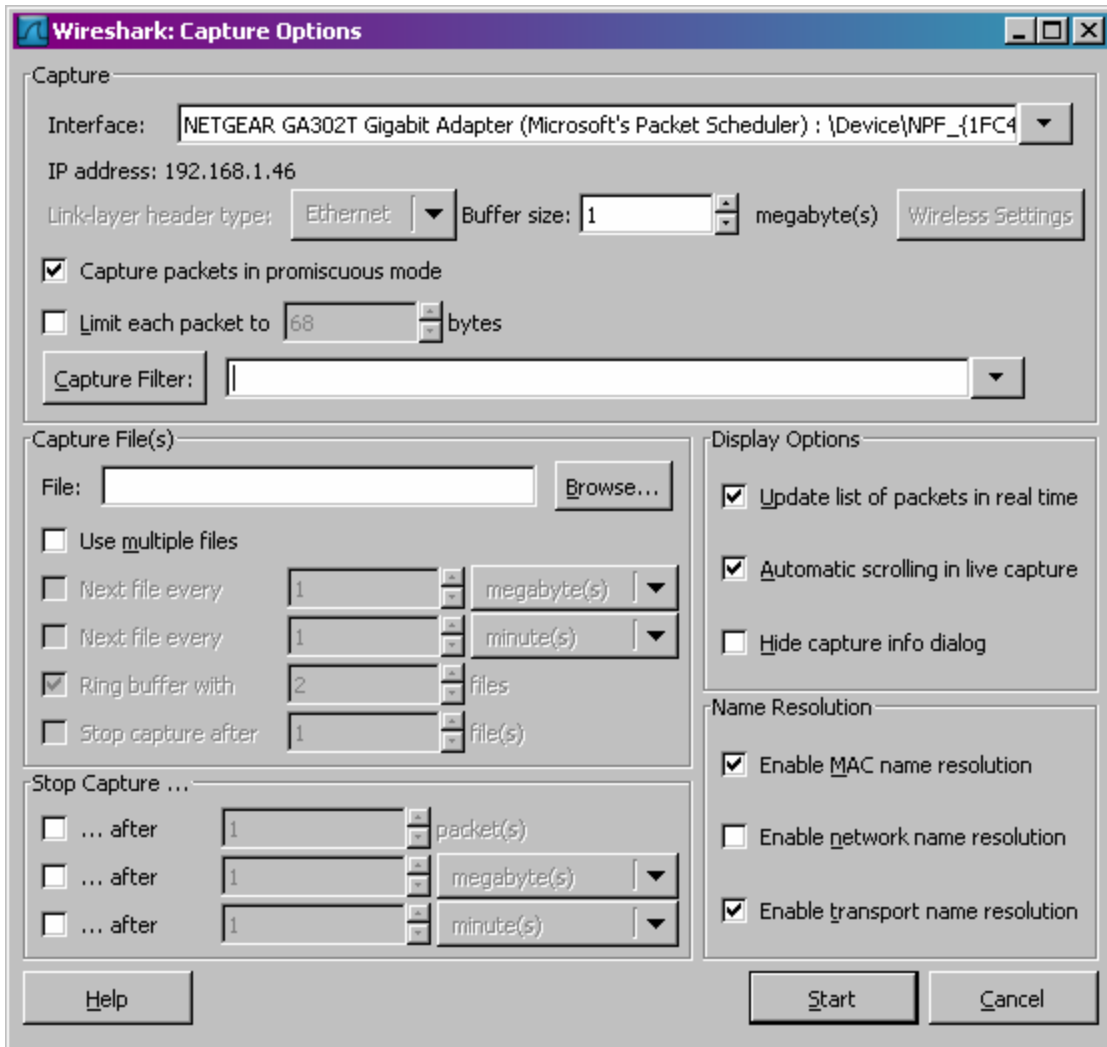 Wireshark: Capture Options
Capture
Interface: NETGEAR GA302T Gigabit Adapter (Microsoft's Packet Scheduler) : \Device\NPF_{1FC4
IP address: 192.168.1.46
Link-layer header type: Ethernet Buffer size: 1 megabyte(s) Wireless Settings
Capture packets in promiscuous mode
Limit each packet to 68 bytes
Capture Filter:
Capture File(s)
File: Browse...
Use multiple files
Next file every 1 megabyte(s)
Next file every 1 minute(s)
Ring buffer with 2 files
Stop capture after 1 file(s)
Stop Capture ...
... after 1 packet(s)
... after 1 megabyte(s)
... after 1 minute(s)
Display Options
Update list of packets in real time
Automatic scrolling in live capture
Hide capture info dialog
Name Resolution
Enable MAC name resolution
Enable network name resolution
Enable transport name resolution
Help Start Cancel